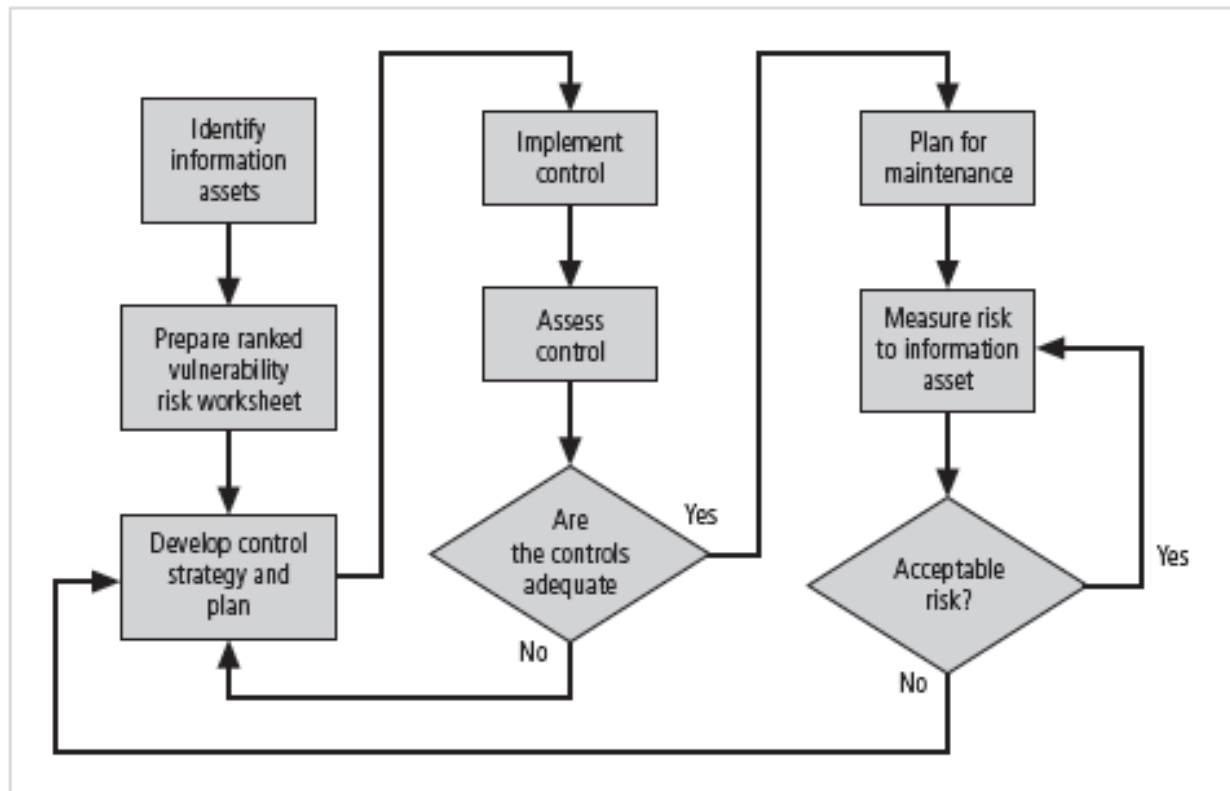 Identify
information
assets
Prepare ranked
vulnerability
risk worksheet
Develop control
strategy and
plan
Implement
control
Assess
control
Are
the controls
adequate
Yes
No
Plan for
maintenance
Measure risk
to information
asset
Acceptable
risk?
Yes
No